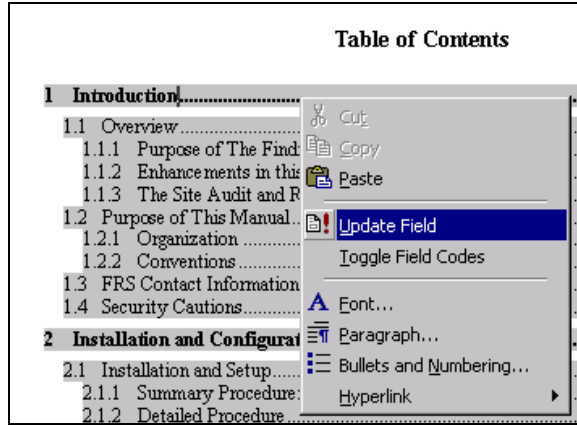 Table of Contents
1 Introduction
1.1 Overview
1.1.1 Purpose of The Find
1.1.2 Enhancements in this
1.1.3 The Site Audit and R
1.2 Purpose of This Manual
1.2.1 Organization
1.2.2 Conventions
1.3 FRS Contact Information
1.4 Security Cautions
2 Installation and Configurat
2.1 Installation and Setup
2.1.1 Summary Procedure:
2.1.2 Detailed Procedure
Cut
Copy
Paste
Update Field
Toggle Field Codes
Font...
Paragraph...
Bullets and Numbering...
Hyperlink